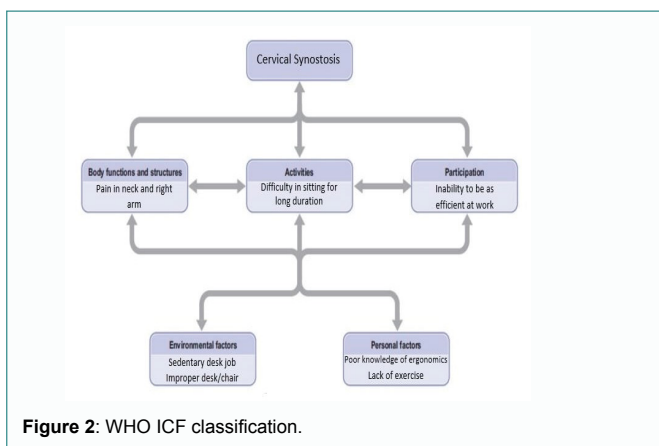 Cervical Synostosis
Body functions and structures
Pain in neck and right
arm
Activities
Difficulty in sitting for
long duration
Participation
Inability to be as
efficient at work
Environmental factors
Sedentary desk job
Improper desk/chair
Personal factors
Poor knowledge of ergonomics
Lack of exercise
Figure 2: WHO ICF classification.